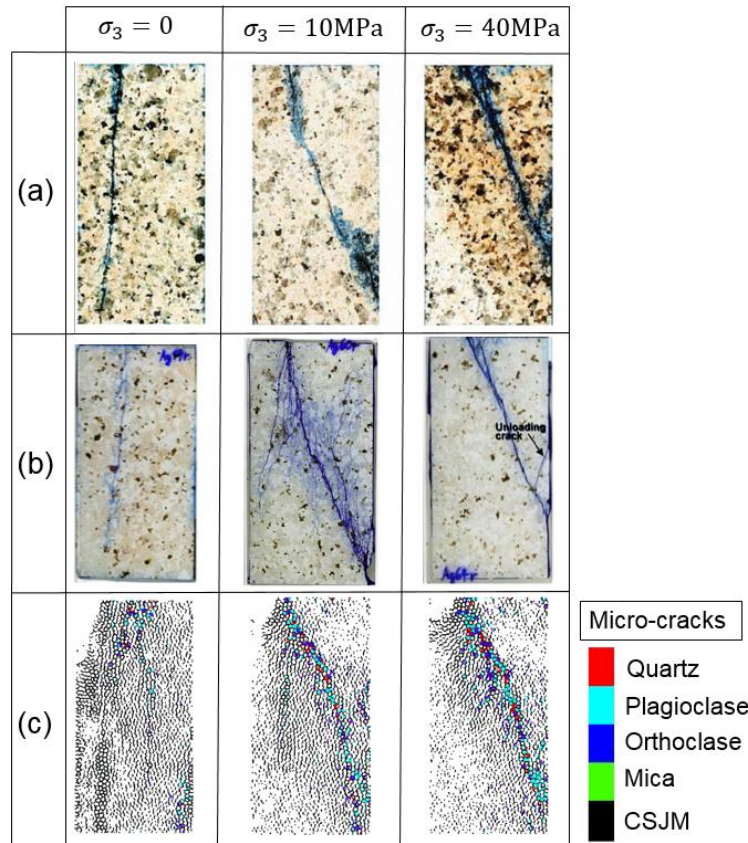 σ₃ = 0
σ₃ = 10MPa
σ₃ = 40MPa
(a)
(b)
Unloading
crack
(c)
Micro-cracks
Quartz
Plagioclase
Orthoclase
Mica
CSJM